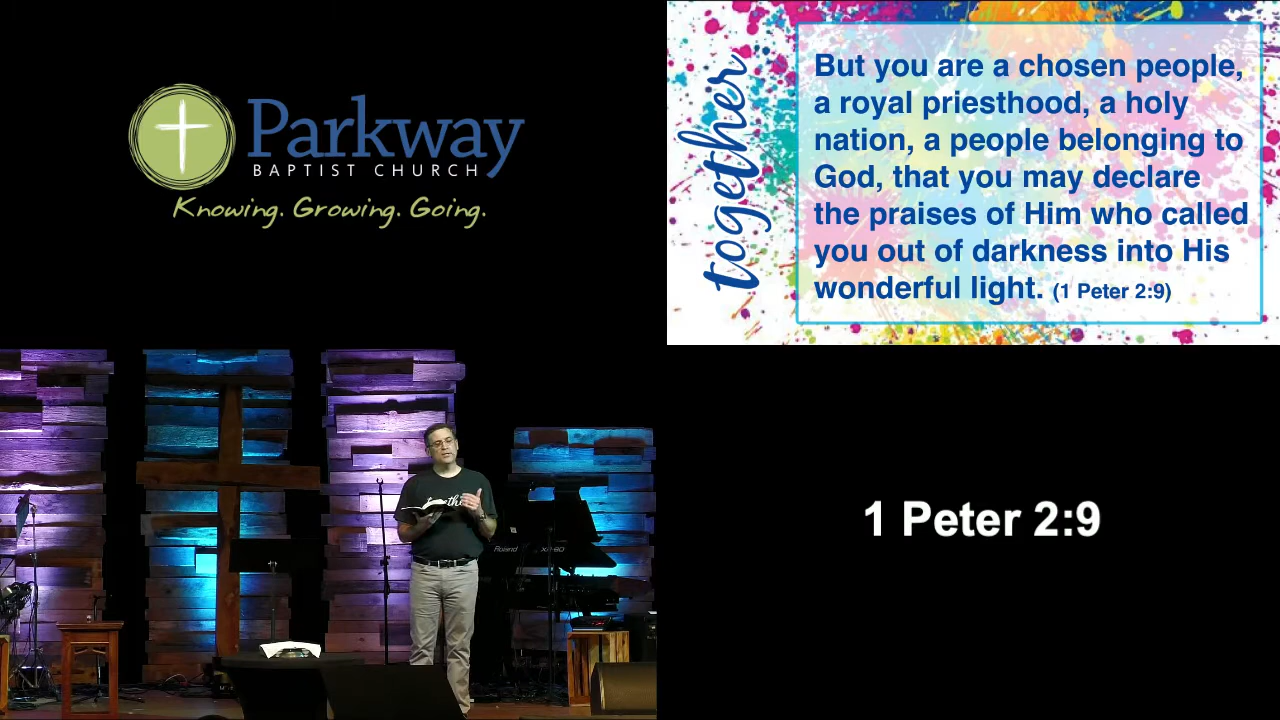 Parkway
BAPTIST CHURCH
Knowing. Growing. Going.
together
But you are a chosen people,
a royal priesthood, a holy
nation, a people belonging to
God, that you may declare
the praises of Him who called
you out of darkness into His
wonderful light. (1 Peter 2:9)
Roland
1 Peter 2:9